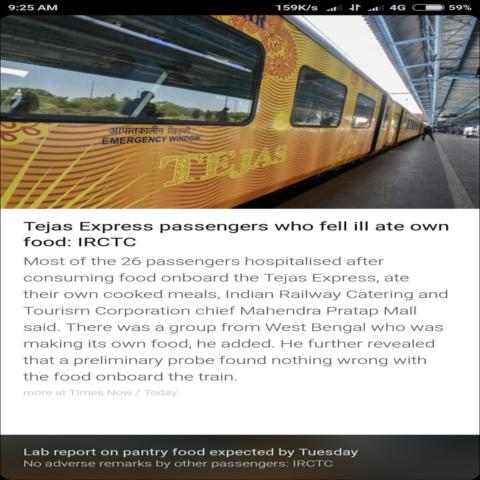 9:25 AM 159K/s 4G 59%
आपातकालीन खिड़की
EMERGENCY WINDOW
TEJAS
Tejas Express passengers who fell ill ate own
food: IRCTC
Most of the 26 passengers hospitalised after
consuming food onboard the Tejas Express, ate
their own cooked meals, Indian Railway Catering and
Tourism Corporation chief Mahendra Pratap Mall
said. There was a group from West Bengal who was
making its own food, he added. He further revealed
that a preliminary probe found nothing wrong with
the food onboard the train.
more at Times Now / Today
Lab report on pantry food expected by Tuesday
No adverse remarks by other passengers: IRCTC